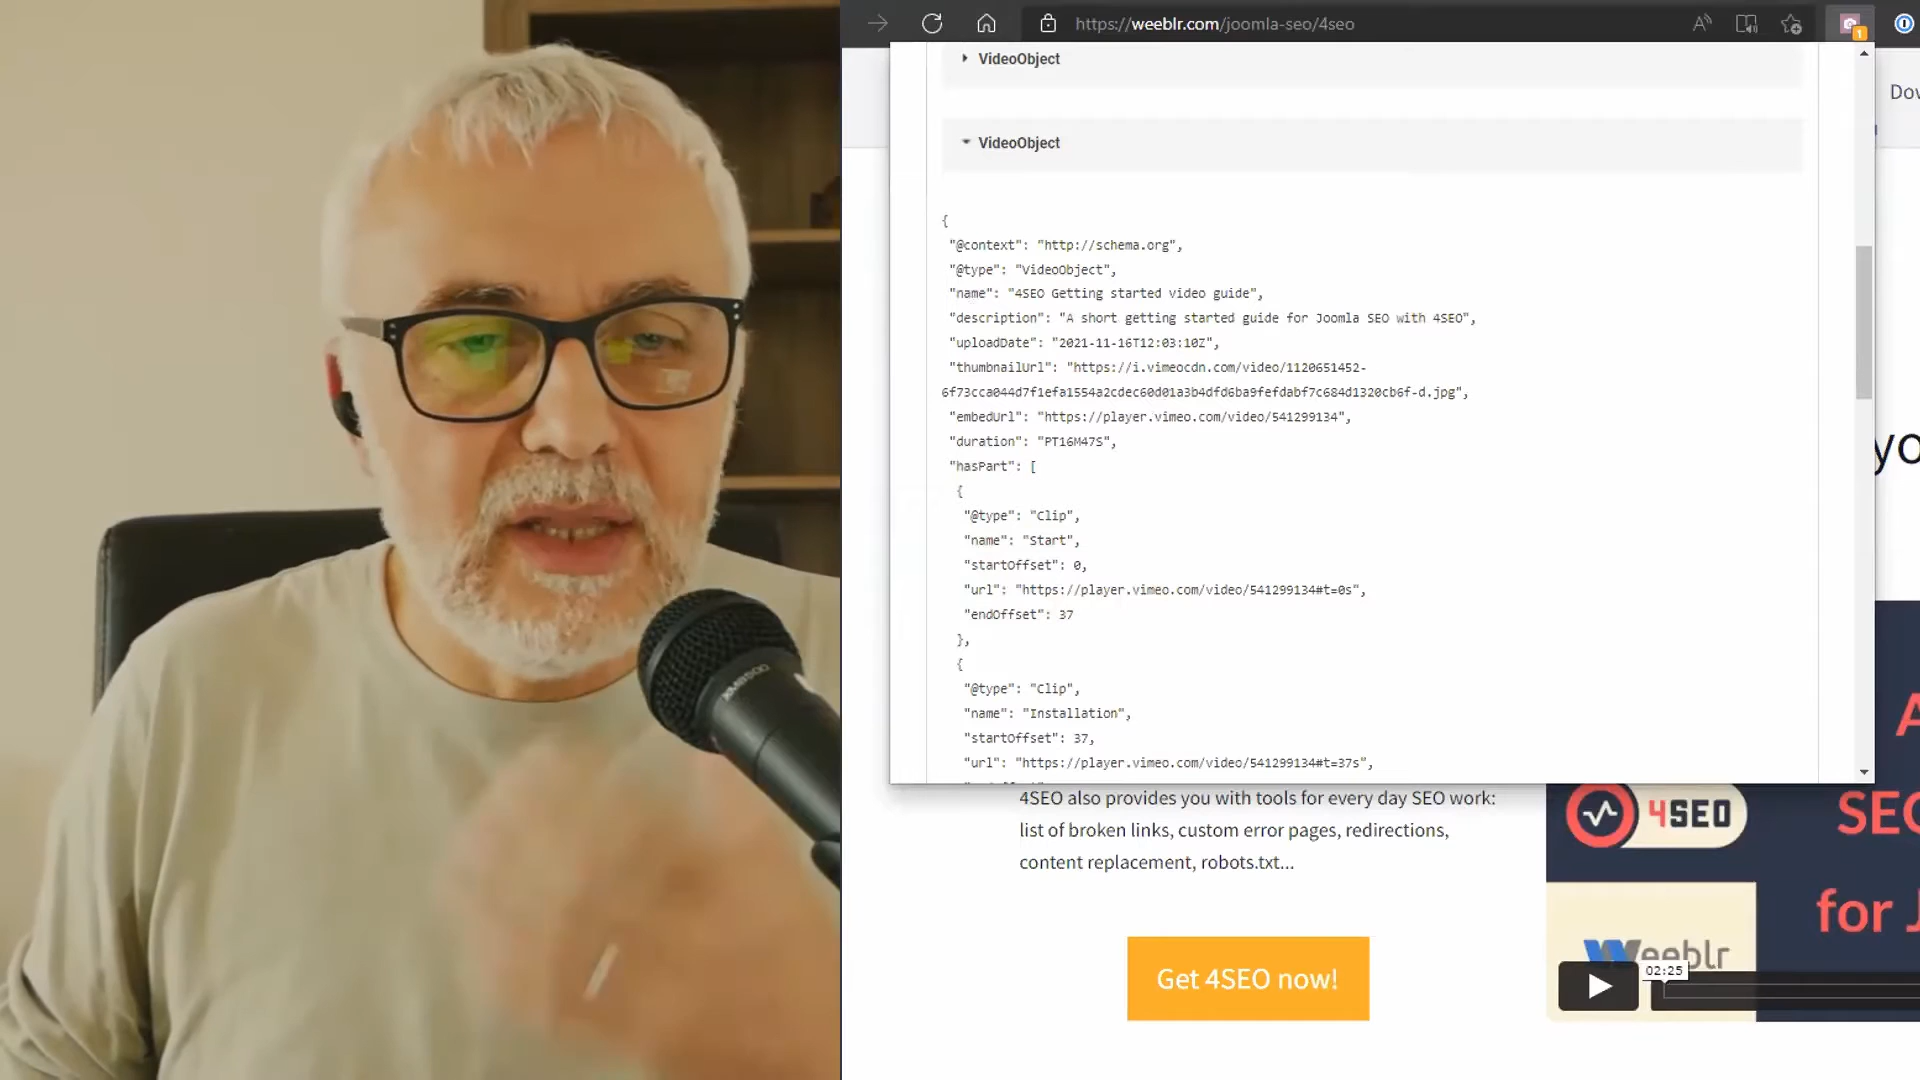 https://weeblr.com/joomla-seo/4seo
VideoObject
VideoObject
{
"@context": "http://schema.org",
"@type": "VideoObject",
"name": "4SEO Getting started video guide",
"description": "A short getting started guide for Joomla SEO with 4SEO",
"uploadDate": "2021-11-16T12:03:10Z",
"thumbnailUrl": "https://i.vimeocdn.com/video/1120651452-
6f73cca044d7f1efa1554a2cdec60d01a3b4dfd6ba9fefdabf7c684d1320cb6f-d.jpg",
"embedUrl": "https://player.vimeo.com/video/541299134",
"duration": "PT16M47S",
"hasPart": [
{
"@type": "Clip",
"name": "Start",
"startOffset": 0,
"url": "https://player.vimeo.com/video/541299134#t=0s",
"endOffset": 37
},
{
"@type": "Clip",
"name": "Installation",
"startOffset": 37,
"url": "https://player.vimeo.com/video/541299134#t=37s",
4SEO also provides you with tools for every day SEO work:
list of broken links, custom error pages, redirections,
content replacement, robots.txt...
Get 4SEO now!
Dow
yo
A
4SEO
SEO
for J
Weeblr
02:25
1